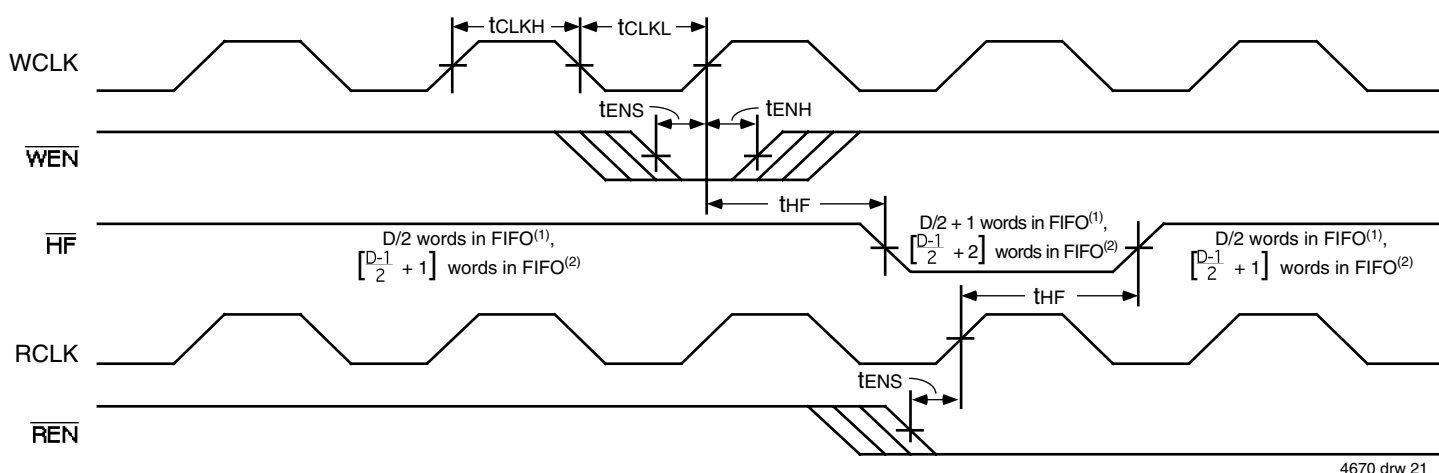 tCLKH
tCLKL
WCLK
tENS
tENH
WEN
tHF
HF
D/2 words in FIFO(1),
[D-1/2 + 1] words in FIFO(2)
D/2 + 1 words in FIFO(1),
[D-1/2 + 2] words in FIFO(2)
D/2 words in FIFO(1),
[D-1/2 + 1] words in FIFO(2)
tHF
RCLK
tENS
REN
4670 drw 21